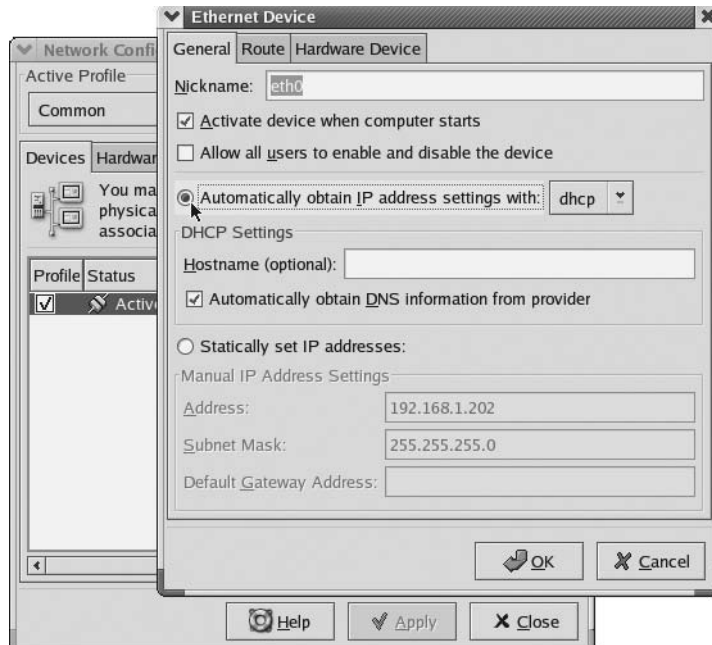 Ethernet Device
Network Confi
General Route Hardware Device
Active Profile
Common
Nickname: eth0
Activate device when computer starts
Allow all users to enable and disable the device
Devices Hardwar
You ma
physica
associa
Automatically obtain IP address settings with: dhcp
DHCP Settings
Hostname (optional):
Automatically obtain DNS information from provider
Profile Status
Active
Statically set IP addresses:
Manual IP Address Settings
Address: 192.168.1.202
Subnet Mask: 255.255.255.0
Default Gateway Address:
OK Cancel
Help Apply Close